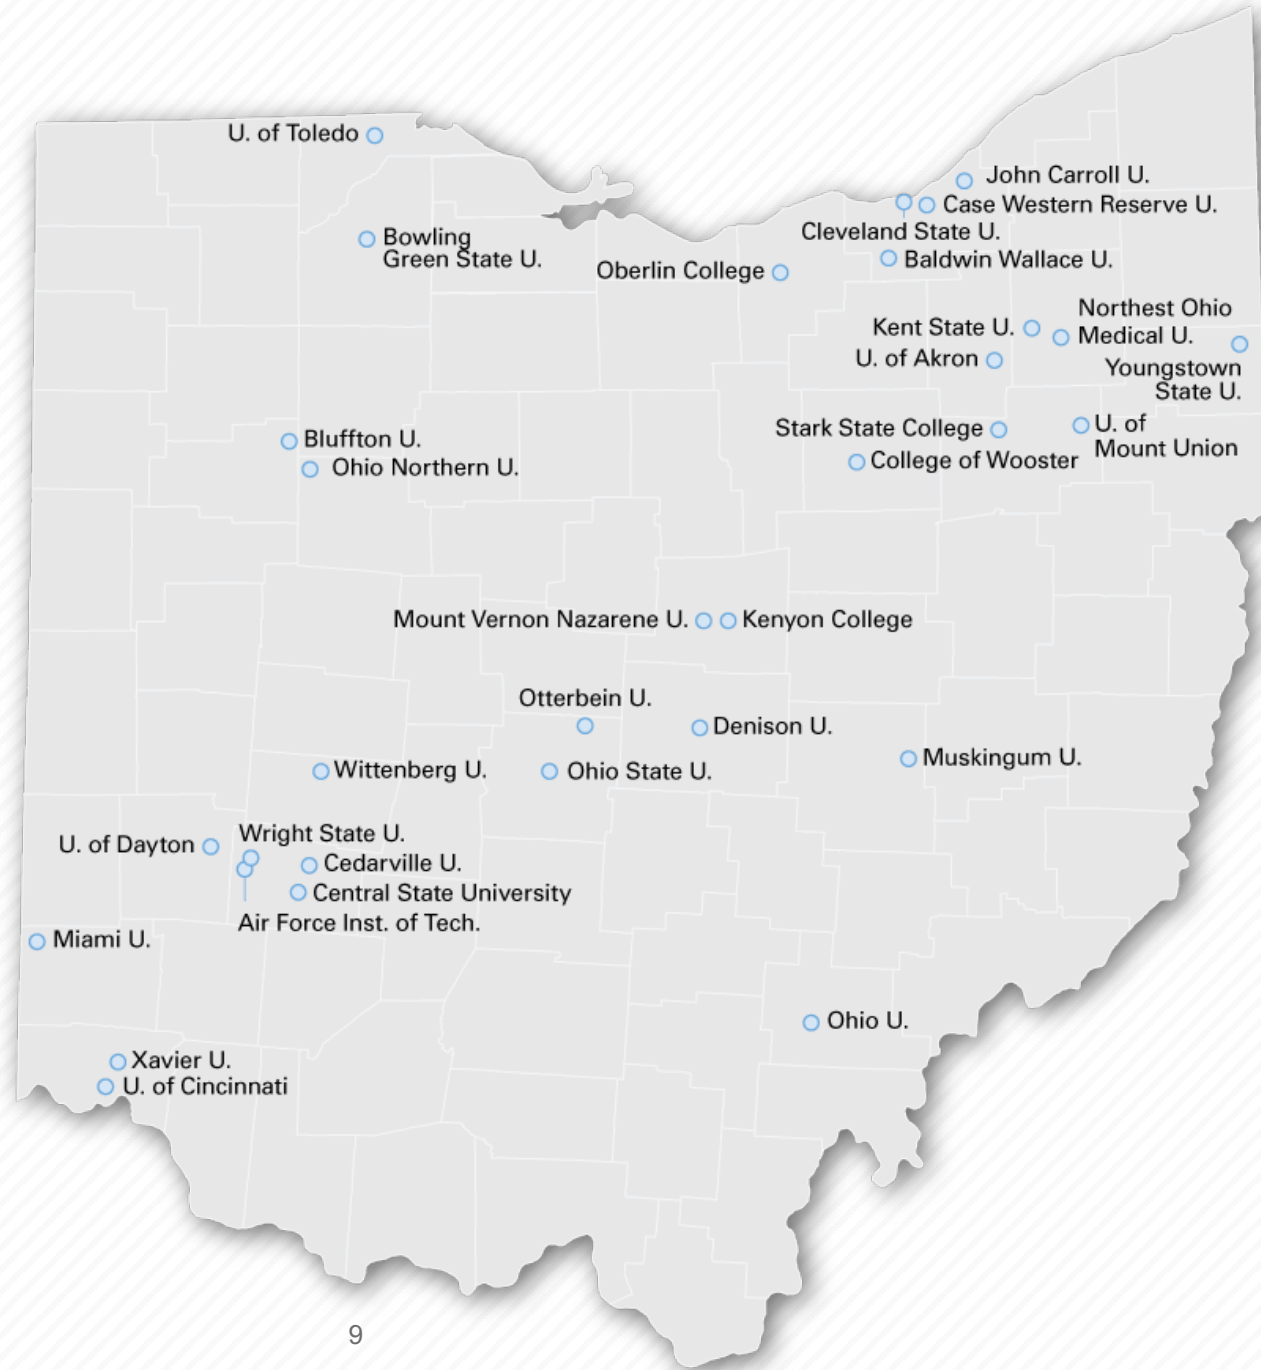 U. of Toledo
John Carroll U.
Case Western Reserve U.
Cleveland State U.
Bowling
Green State U.
Baldwin Wallace U.
Oberlin College
Northest Ohio
Medical U.
Kent State U.
U. of Akron
Youngstown
State U.
Stark State College
U. of
Mount Union
Bluffton U.
College of Wooster
Ohio Northern U.
Mount Vernon Nazarene U.
Kenyon College
Otterbein U.
Denison U.
Muskingum U.
Wittenberg U.
Ohio State U.
Wright State U.
U. of Dayton
Cedarville U.
Central State University
Air Force Inst. of Tech.
Miami U.
Ohio U.
Xavier U.
U. of Cincinnati
9